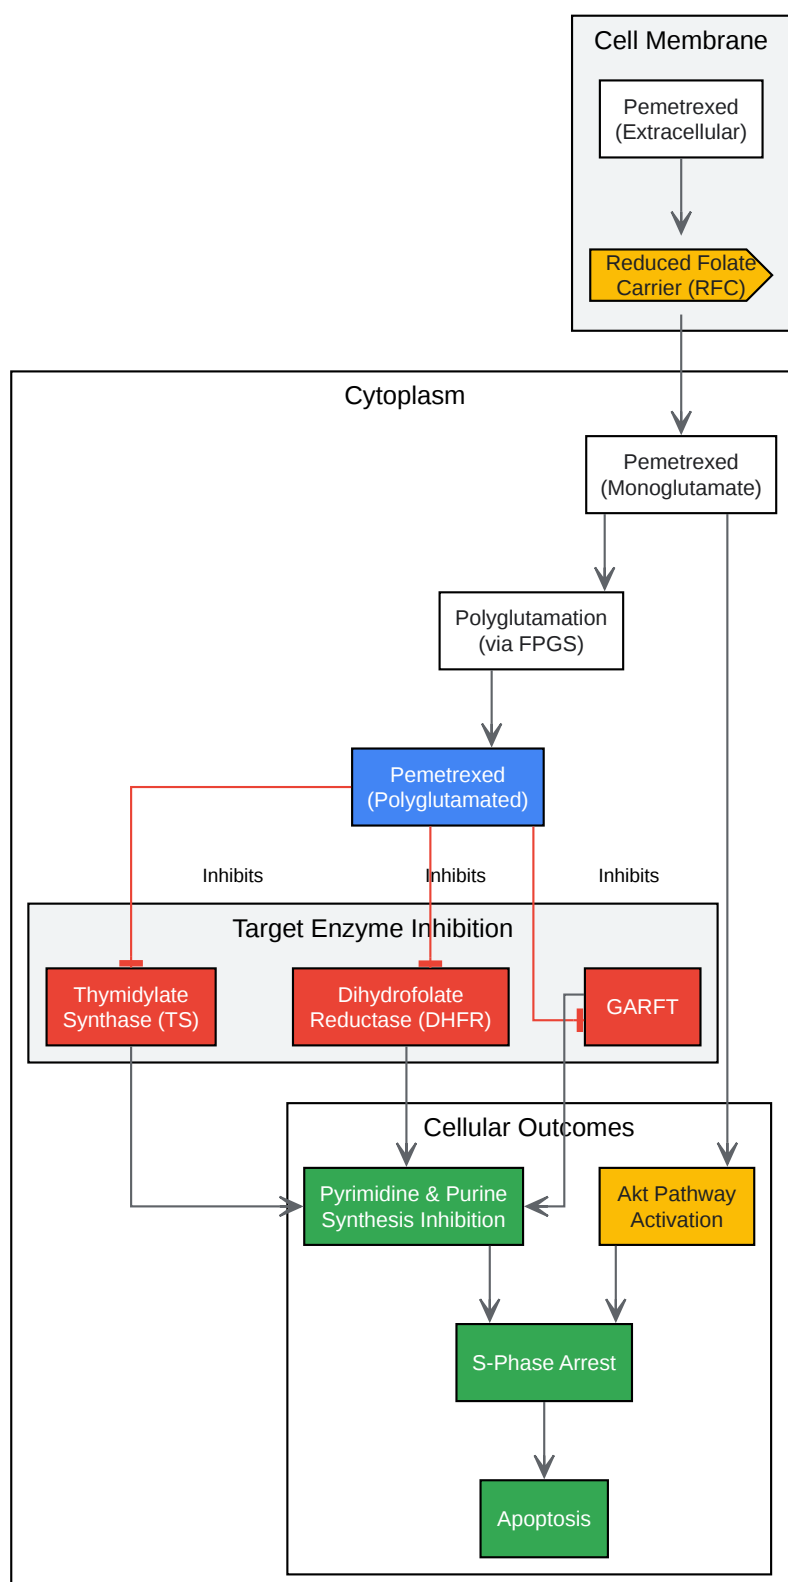 Cell Membrane
Pemetrexed
(Extracellular)
Reduced Folate
Carrier (RFC)
Cytoplasm
Pemetrexed
(Monoglutamate)
Polyglutamation
(via FPGS)
Pemetrexed
(Polyglutamated)
Inhibits
Inhibits
Inhibits
Target Enzyme Inhibition
Thymidylate
Synthase (TS)
Dihydrofolate
Reductase (DHFR)
GARFT
Cellular Outcomes
Pyrimidine & Purine
Synthesis Inhibition
Akt Pathway
Activation
S-Phase Arrest
Apoptosis